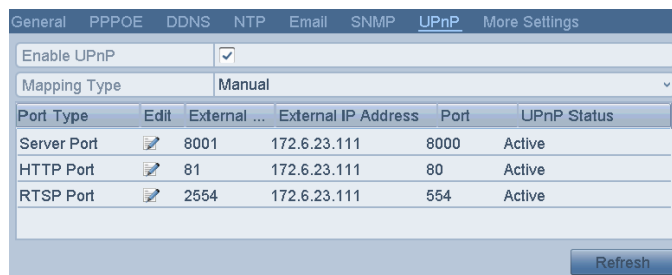 General PPPOE DDNS NTP Email SNMP UPnP More Settings
Enable UPnP
Mapping Type Manual
Port Type Edit External ... External IP Address Port UPnP Status
Server Port 8001 172.6.23.111 8000 Active
HTTP Port 81 172.6.23.111 80 Active
RTSP Port 2554 172.6.23.111 554 Active
Refresh